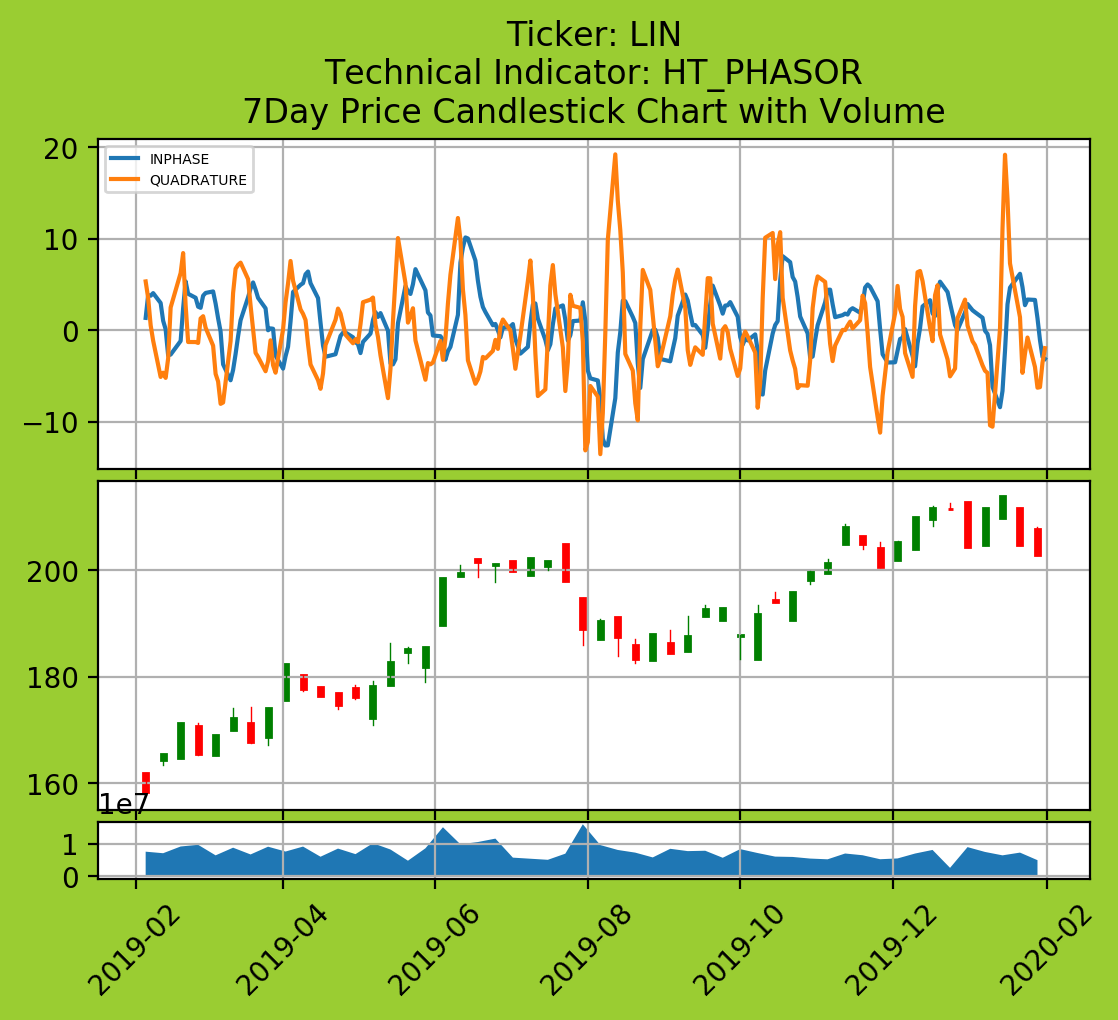 Ticker: LIN
Technical Indicator: HT_PHASOR
7Day Price Candlestick Chart with Volume
20
10
0
−10
INPHASE
QUADRATURE
200
180
160
1e7
1
0
2019-02
2019-04
2019-06
2019-08
2019-10
2019-12
2020-02